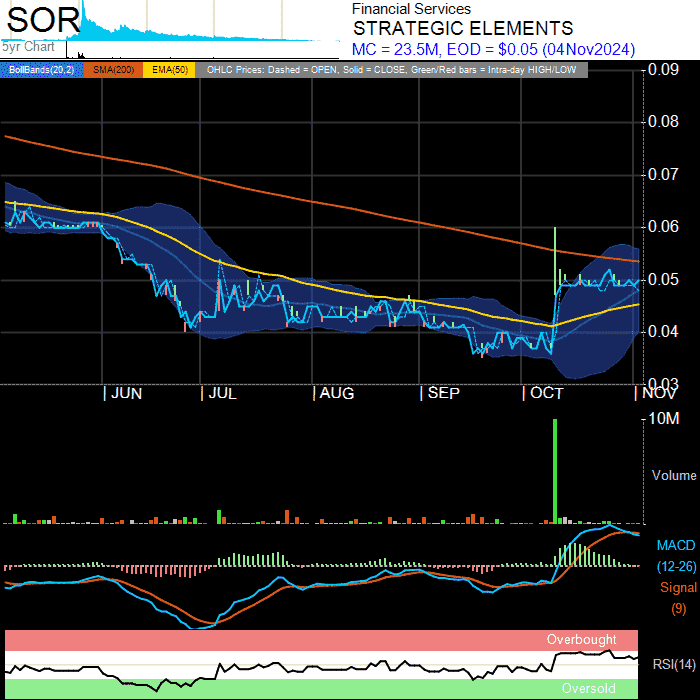 SOR
Financial Services
STRATEGIC ELEMENTS
5yr Chart
MC = 23.5M, EOD = $0.05 (04Nov2024)
BollBands(20,2) SMA(200) EMA(50) OHLC Prices: Dashed = OPEN, Solid = CLOSE, Green/Red bars = Intra-day HIGH/LOW
0.09
0.08
0.07
0.06
0.05
0.04
0.03
JUN JUL AUG SEP OCT NOV
10M
Volume
MACD
(12-26)
Signal
(9)
Overbought
RSI(14)
Oversold